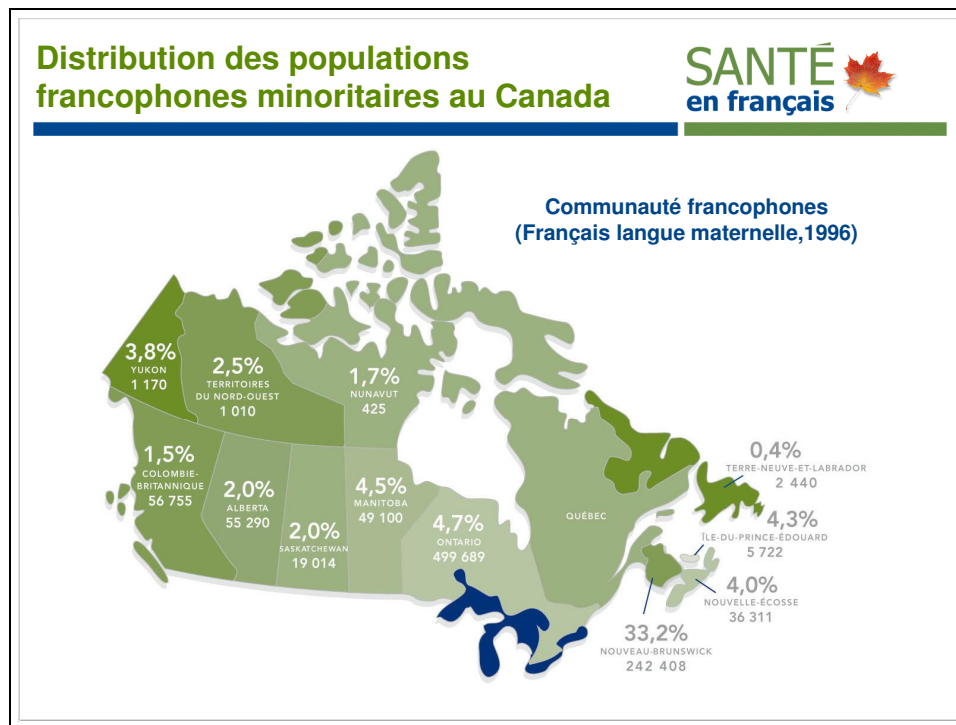 Distribution des populations
francophones minoritaires au Canada
SANTÉ
en français
Communauté francophones
(Français langue maternelle,1996)
3,8%
YUKON
1 170
2,5%
TERRITOIRES
DU NORD-OUEST
1 010
1,7%
NUNAVUT
425
1,5%
COLOMBIE-
BRITANNIQUE
56 755
2,0%
ALBERTA
55 290
2,0%
SASKATCHEWAN
19 014
4,5%
MANITOBA
49 100
4,7%
ONTARIO
499 689
QUÉBEC
0,4%
TERRE-NEUVE-ET-LABRADOR
2 440
4,3%
ÎLE-DU-PRINCE-ÉDOUARD
5 722
4,0%
NOUVELLE-ÉCOSSE
36 311
33,2%
NOUVEAU-BRUNSWICK
242 408